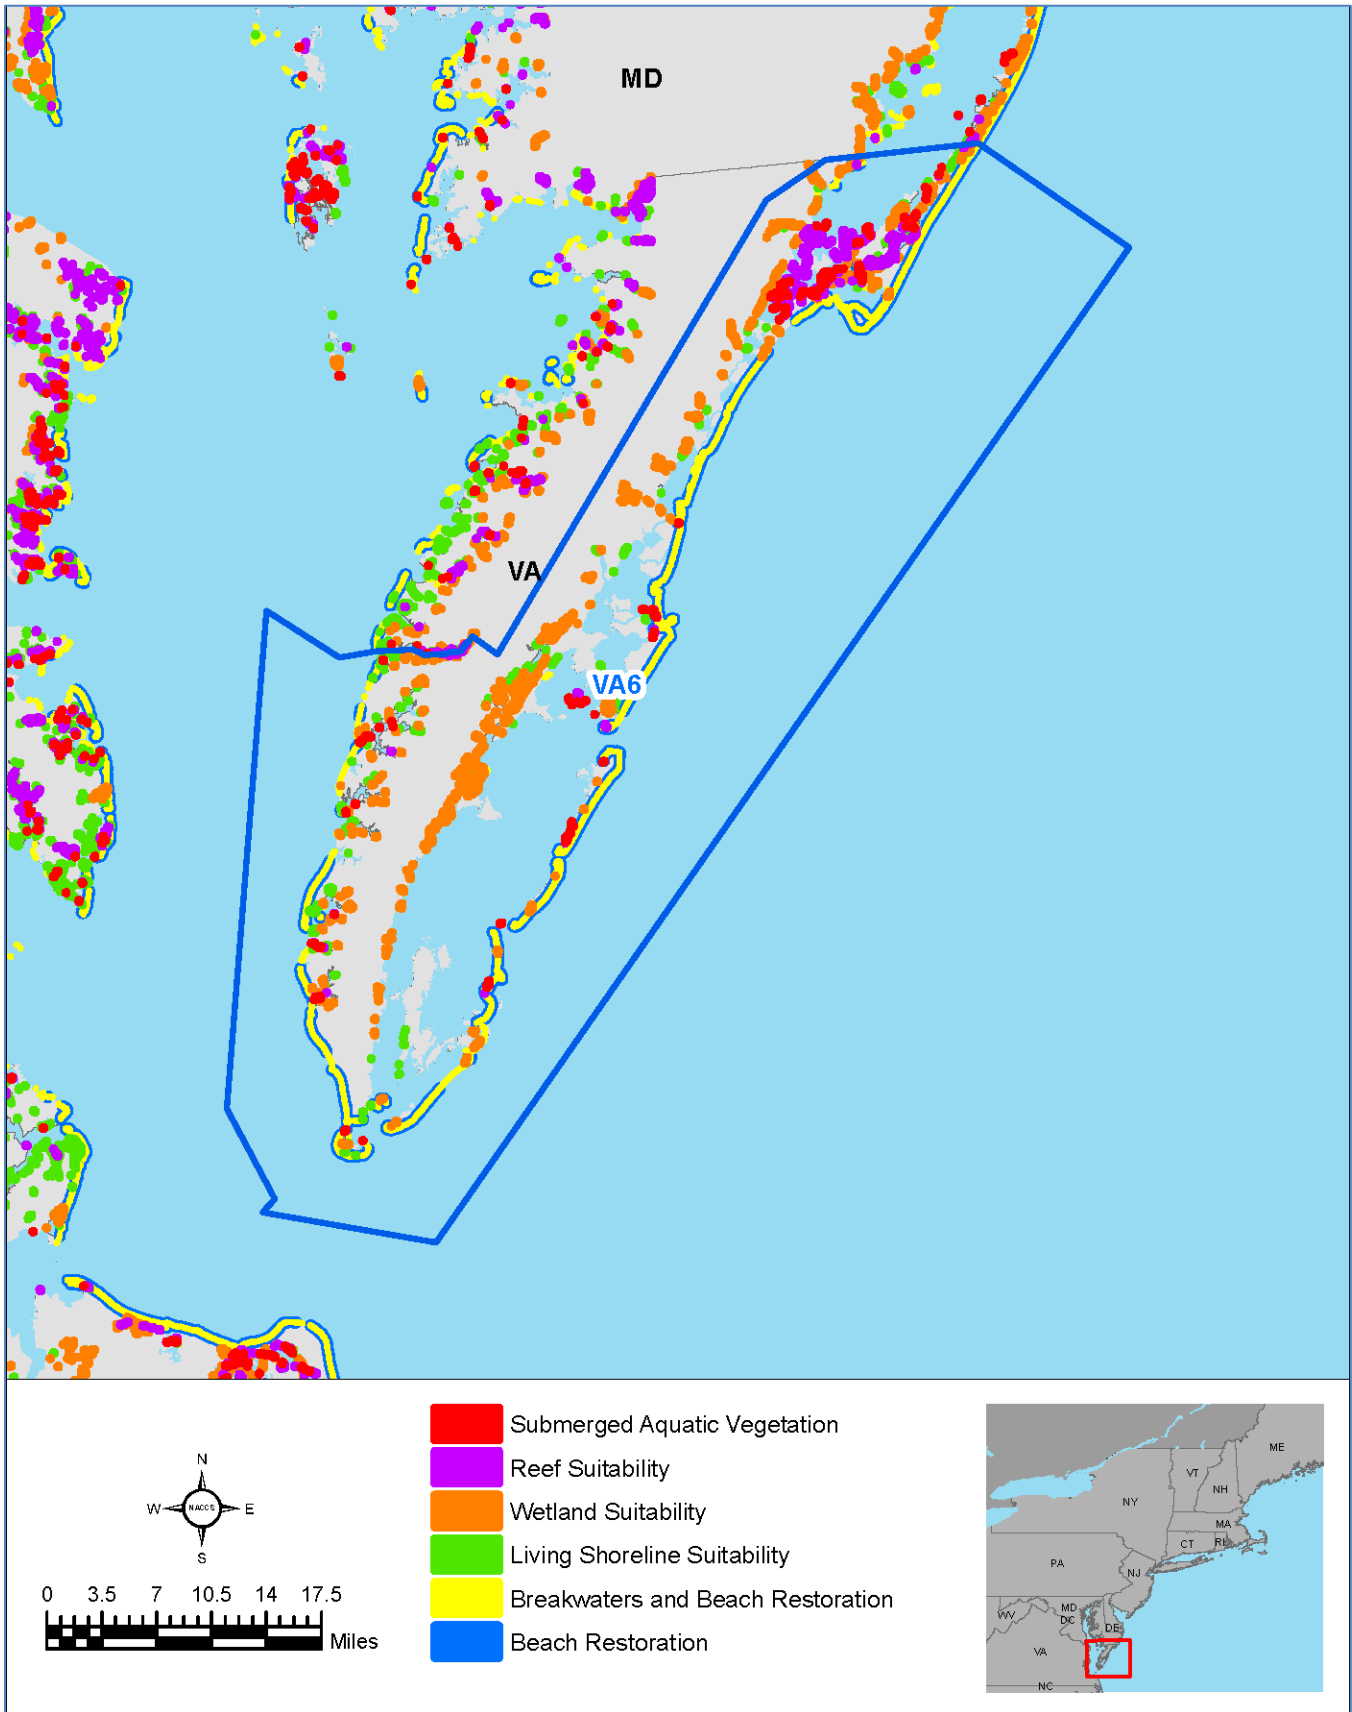 MD
VA
VA6
N
W NACCS E
S
0 3.5 7 10.5 14 17.5
Miles
Submerged Aquatic Vegetation
Reef Suitability
Wetland Suitability
Living Shoreline Suitability
Breakwaters and Beach Restoration
Beach Restoration
ME
VT
NH
NY
MA
CT RI
PA
NJ
MD
WV DC
DE
VA
NC